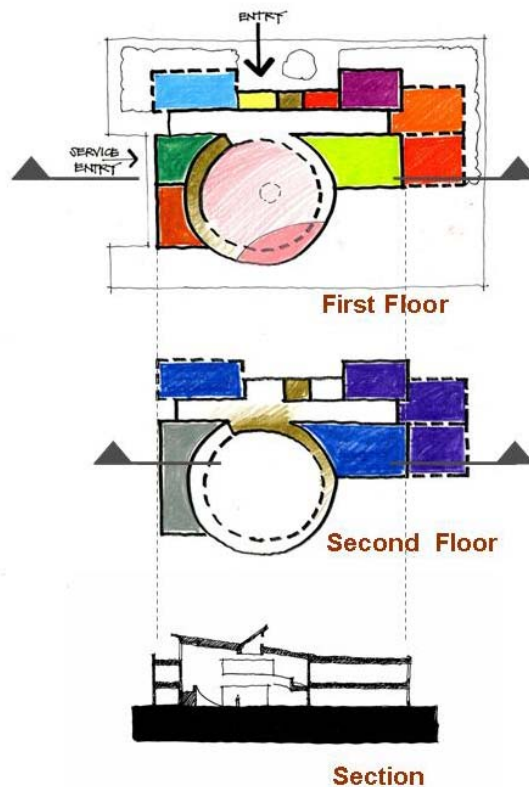 ENTRY
SERVICE
ENTRY
First Floor
Second Floor
Section